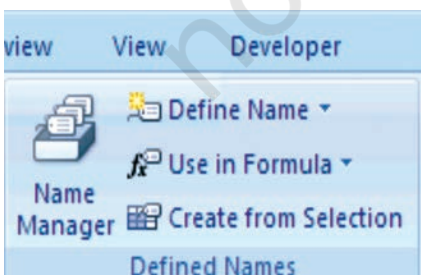 view View Developer
Define Name
Use in Formula
Name Manager
Create from Selection
Defined Names